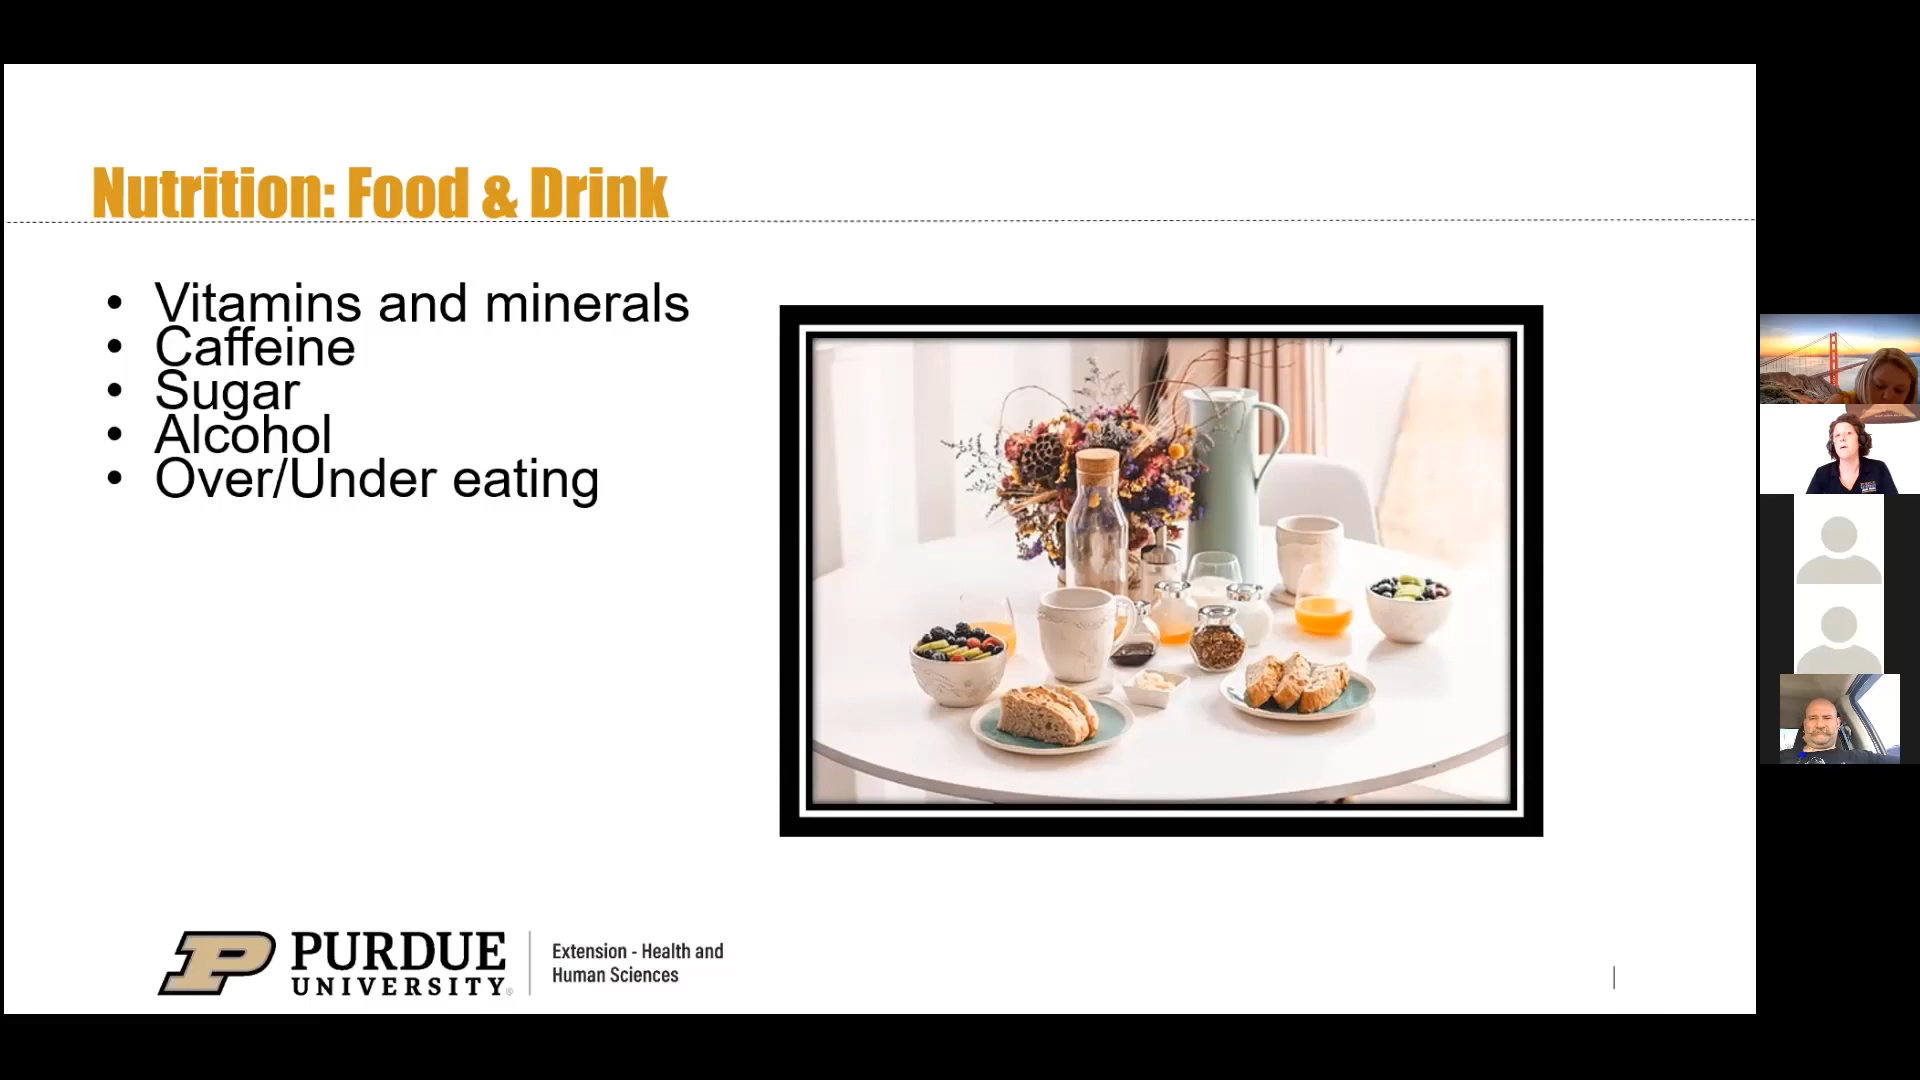 Nutrition: Food & Drink
• Vitamins and minerals
• Caffeine
• Sugar
• Alcohol
• Over/Under eating
PURDUE
UNIVERSITY®
Extension - Health and
Human Sciences
PURDUE